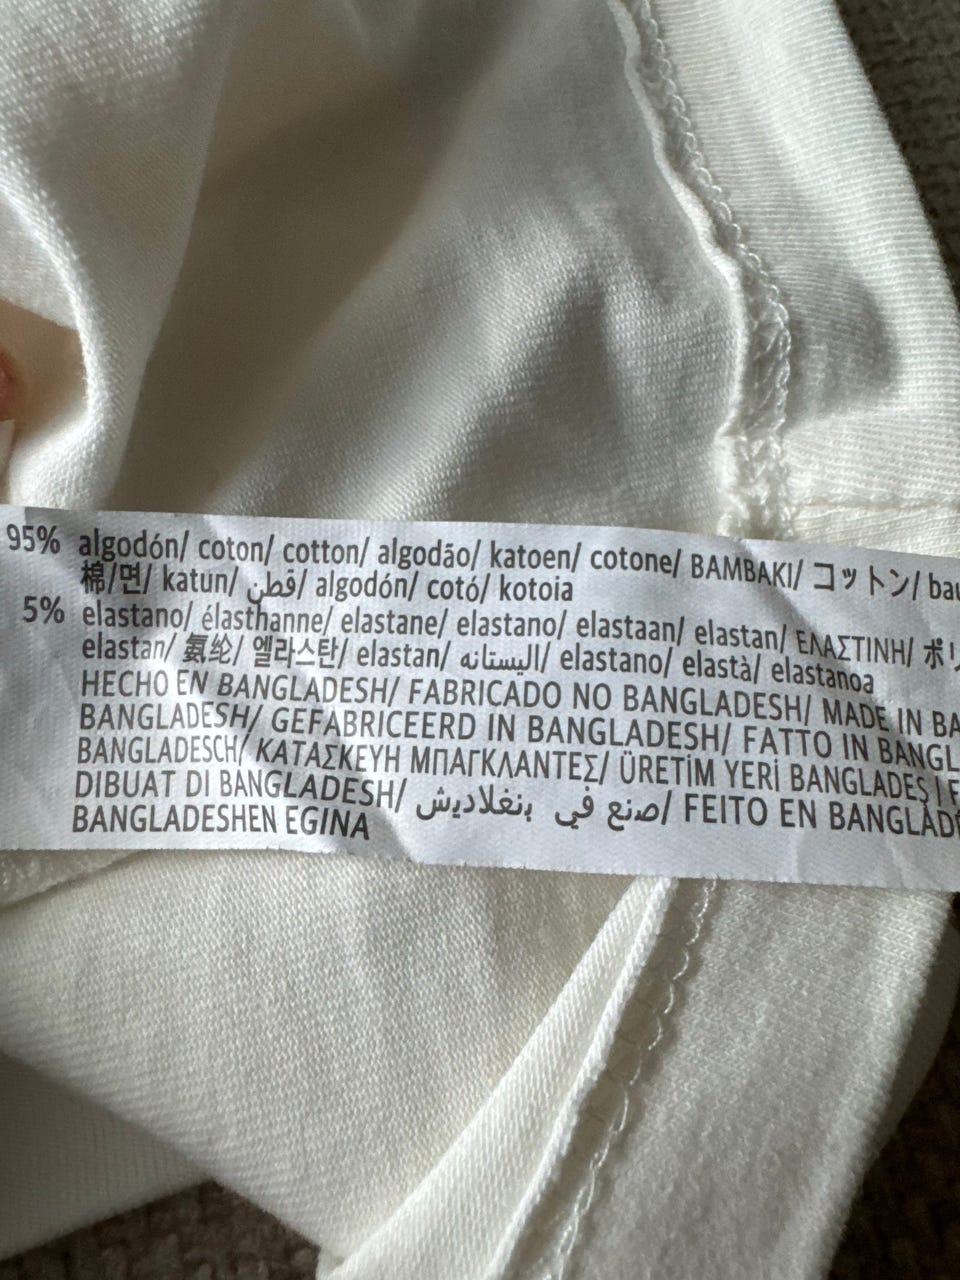 95% algodón/ coton/ cotton/ algodão/ katoen/ cotone/ BAMBAKI/ コットン/
棉/면/ katun/ قطن/ algodón/ cotó/ kotoia
5% elastano/ élasthanne/ elastane/ elastano/ elastaan/ elastan/ ΕΛΑΣΤΙΝΗ/
elastan/ 氨纶/ 엘라스탄/ elastan/ اليستانه/ elastano/ elastà/ elastanoa
HECHO EN BANGLADESH/ FABRICADO NO BANGLADESH/ MADE IN
BANGLADESH/ GEFABRICEERD IN BANGLADESH/ FATTO IN
BANGLADESCH/ ΚΑΤΑΣΚΕΥΗ ΜΠΑΓΚΛΑΝΤΕΣ/ ÜRETİM YERİ BANGLADEŞ
DIBUAT DI BANGLADESH/ صنع في بنغلاديش/ FEITO EN
BANGLADESHEN EGINA